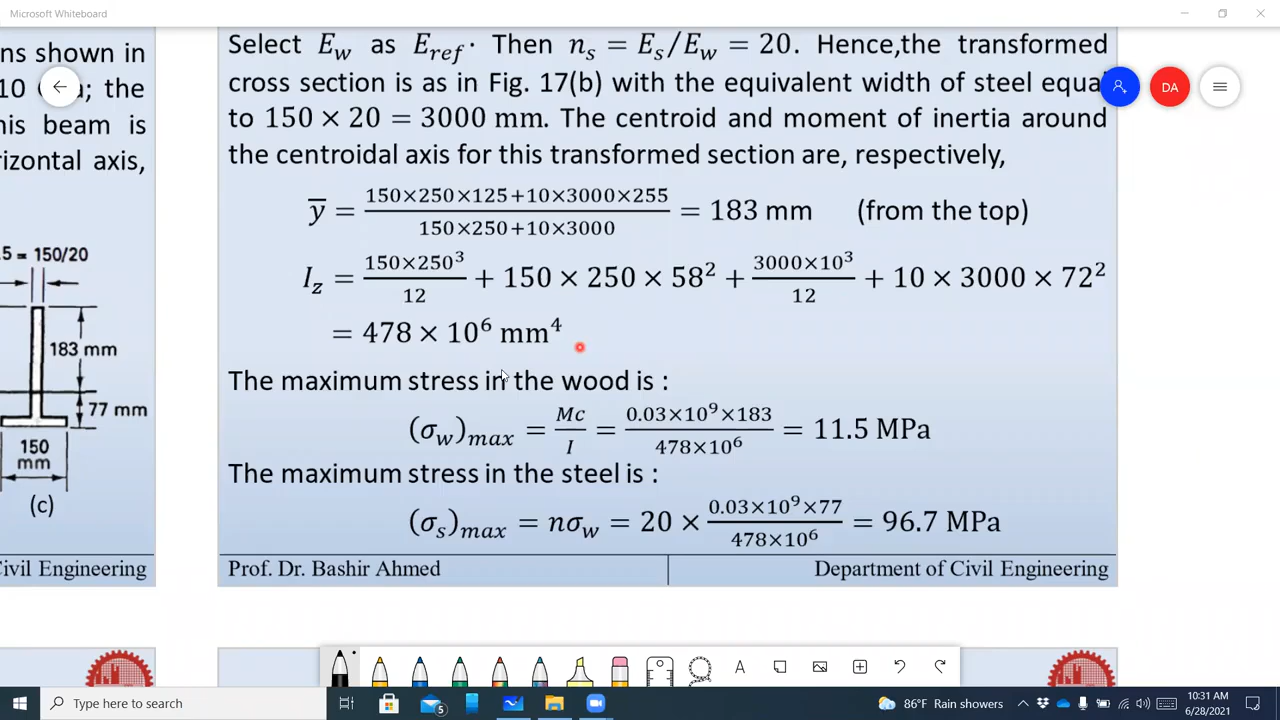 Microsoft Whiteboard
ns shown in
10 a; the
his beam is
rizontal axis,
5 = 150/20
183 mm
77 mm
150
mm
(c)
ivil Engineering
Select E_w as E_ref. Then n_s = E_s/E_w = 20. Hence,the transformed
cross section is as in Fig. 17(b) with the equivalent width of steel equa
to 150 × 20 = 3000 mm. The centroid and moment of inertia around
the centroidal axis for this transformed section are, respectively,
y̅ = (150×250×125+10×3000×255)/(150×250+10×3000) = 183 mm (from the top)
I_z = 150×250³/12 + 150 × 250 × 58² + 3000×10³/12 + 10 × 3000 × 72²
= 478 × 10⁶ mm⁴
The maximum stress in the wood is :
(σ_w)_max = Mc/I = (0.03×10⁹×183)/(478×10⁶) = 11.5 MPa
The maximum stress in the steel is :
(σ_s)_max = nσ_w = 20 × (0.03×10⁹×77)/(478×10⁶) = 96.7 MPa
Prof. Dr. Bashir Ahmed
Department of Civil Engineering
DA
A
Type here to search
5
86°F Rain showers
10:31 AM
6/28/2021